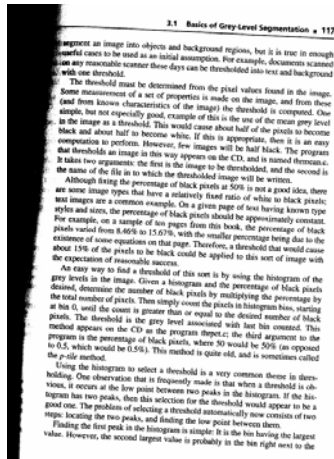 3.1 Basics of Grey-Level Segmentation 117
segment an image into objects and background regions, but it is true in enough
useful cases to be used as an initial assumption. For example, documents scanned
on any reasonable scanner these days can be thresholded into text and background
with one threshold.
The threshold must be determined from the pixel values found in the image.
Some measurement of a set of properties is made on the image, and from these
(and from known characteristics of the image) the threshold is computed. One
simple, but not especially good, example of this is the use of the mean grey level
in the image as a threshold. This would cause about half of the pixels to become
black and about half to become white. If this is appropriate, then it is an easy
computation to perform. However, few images will be half black. The program
that thresholds an image in this way appears on the CD, and is named
It takes two arguments: the first is the image to be thresholded, and the second is
the name of the file in to which the thresholded image will be written.
Although fixing the percentage of black pixels at 50% is not a good idea, there
are some image types that have a relatively fixed ratio of white to black pixels;
text images are a common example. On a given page of text having known type
styles and sizes, the percentage of black pixels should be approximately constant.
For example, on a sample of ten pages from this book, the percentage of black
pixels varied from 8.46% to 15.67%, with the smaller percentage being due to the
existence of some equations on that page. Therefore, a threshold that would cause
about 15% of the pixels to be black could be applied to this sort of image with
the expectation of reasonable success.
An easy way to find a threshold of this sort is by using the histogram of the
grey levels in the image. Given a histogram and the percentage of black pixels
desired, determine the number of black pixels by multiplying the percentage by
the total number of pixels. Then simply count the pixels in histogram bins, starting
at bin 0, until the count is greater than or equal to the desired number of black
pixels. The threshold is the grey level associated with last bin counted. This
method appears on the CD as the program thrpct.c; the third argument to the
program is the percentage of black pixels, where 50 would be 50% (as opposed
to 0.5, which would be 0.5%). This method is quite old, and is sometimes called
the p-tile method.
Using the histogram to select a threshold is a very common theme in thres-
holding. One observation that is frequently made is that when a threshold is ob-
vious, it occurs at the low point between two peaks in the histogram. If the his-
togram has two peaks, then this selection for the threshold would appear to be a
good one. The problem of selecting a threshold automatically now consists of two
steps: locating the two peaks, and finding the low point between them.
Finding the first peak in the histogram is simple: It is the bin having the largest
value. However, the second largest value is probably in the bin right next to the